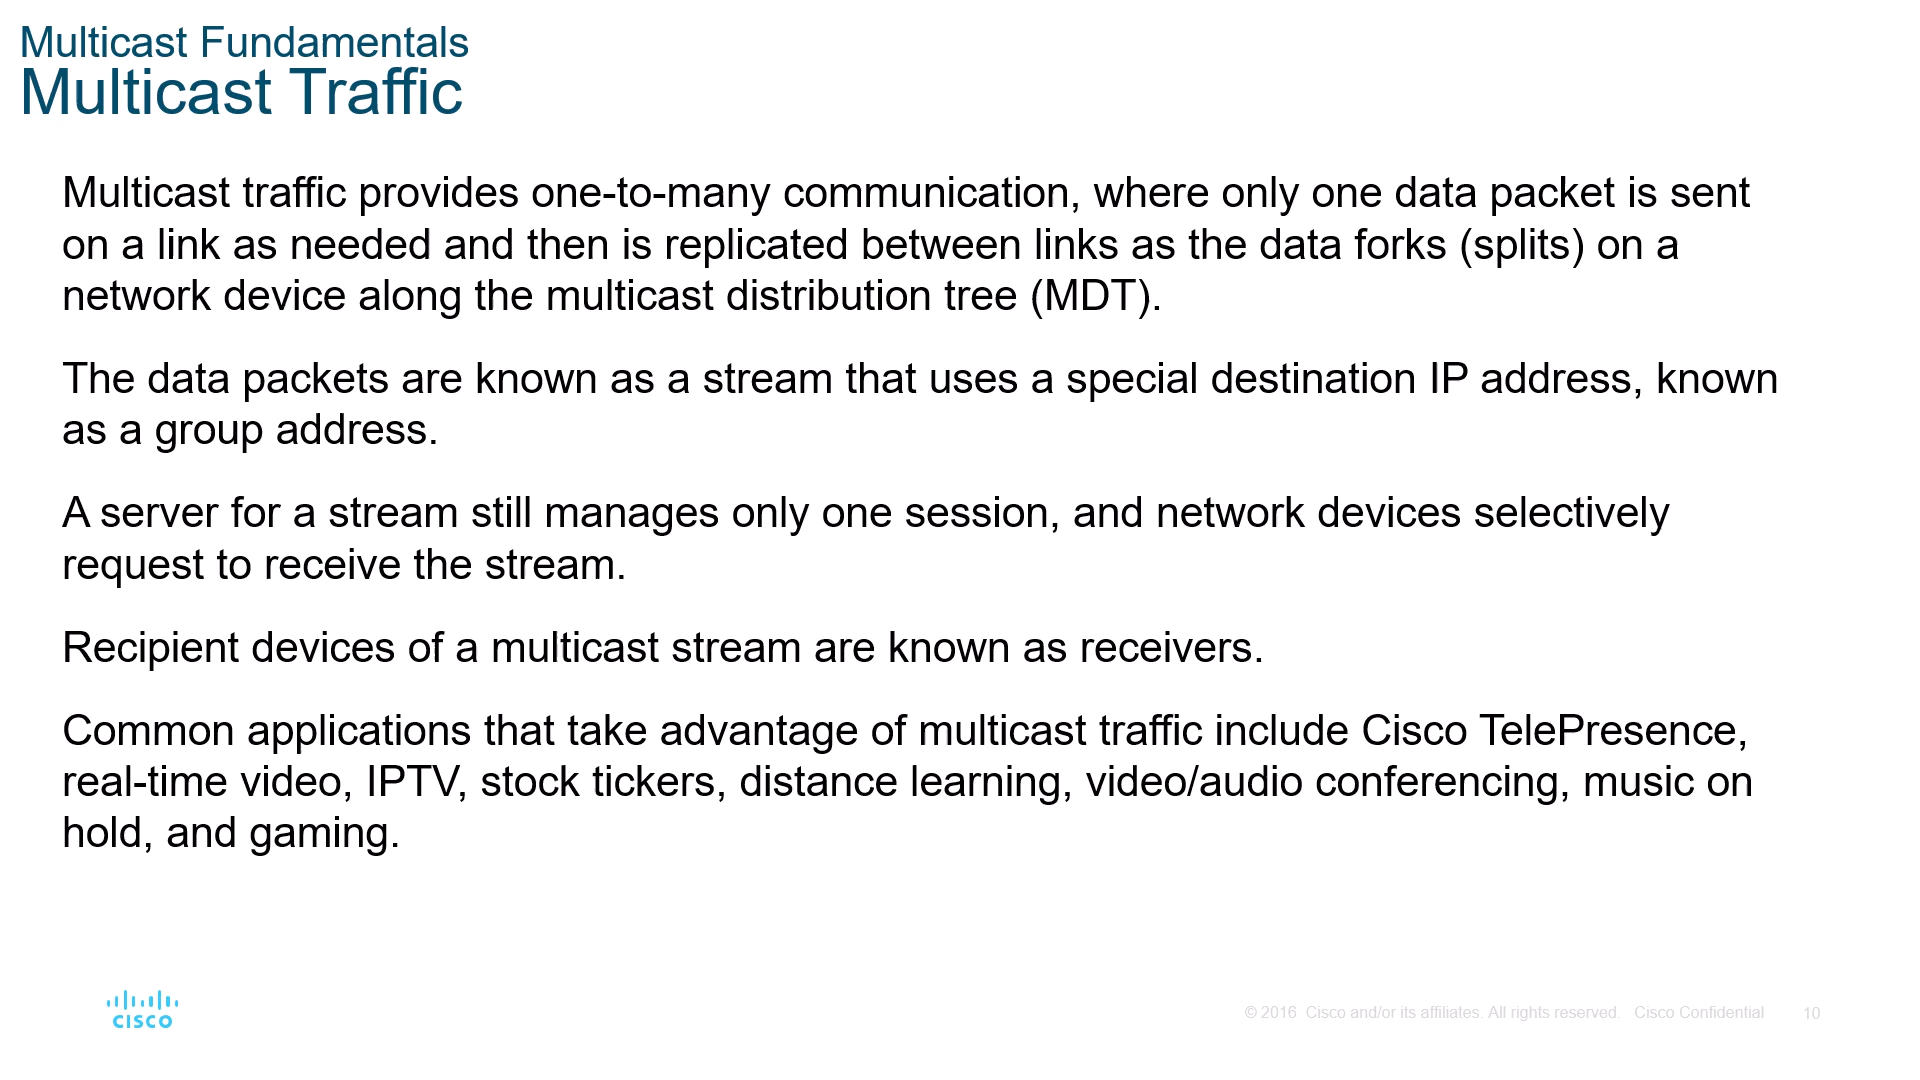 Multicast Fundamentals
Multicast Traffic
Multicast traffic provides one-to-many communication, where only one data packet is sent
on a link as needed and then is replicated between links as the data forks (splits) on a
network device along the multicast distribution tree (MDT).
The data packets are known as a stream that uses a special destination IP address, known
as a group address.
A server for a stream still manages only one session, and network devices selectively
request to receive the stream.
Recipient devices of a multicast stream are known as receivers.
Common applications that take advantage of multicast traffic include Cisco TelePresence,
real-time video, IPTV, stock tickers, distance learning, video/audio conferencing, music on
hold, and gaming.
CISCO
© 2016 Cisco and/or its affiliates. All rights reserved. Cisco Confidential 10